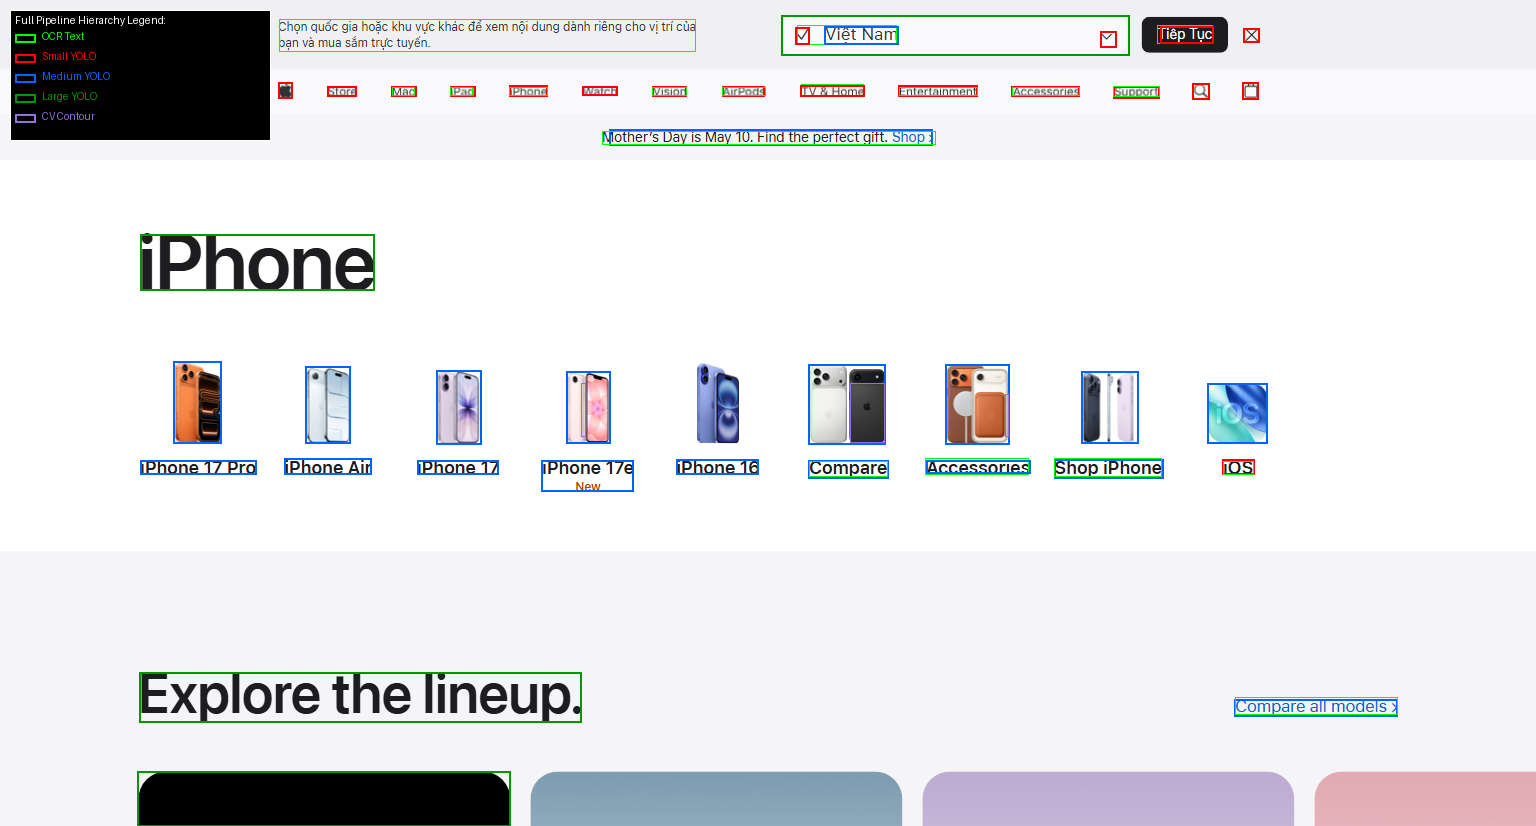 Full Pipeline Hierarchy Legend:
OCR Text
Small YOLO
Medium YOLO
Large YOLO
CV Contour
Chọn quốc gia hoặc khu vực khác để xem nội dung dành riêng cho vị trí của
bạn và mua sắm trực tuyến.
Việt Nam
Tiếp Tục
Store Mac iPad iPhone Watch Vision AirPods TV & Home Entertainment Accessories Support
Mother's Day is May 10. Find the perfect gift. Shop ›
iPhone
iOS
iPhone 17 Pro iPhone Air iPhone 17 iPhone 17e iPhone 16 Compare Accessories Shop iPhone iOS
New
Explore the lineup.
Compare all models ›